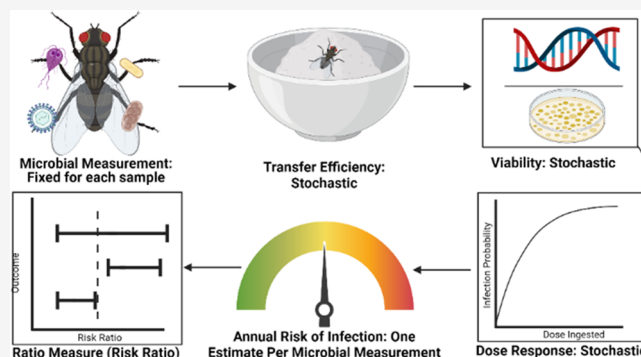 Microbial Measurement:
Fixed for each sample
Transfer Efficiency:
Stochastic
Viability: Stochastic
Outcome
Risk Ratio
Ratio Measure (Risk Ratio)
Annual Risk of Infection: One
Estimate Per Microbial Measurement
Infection Probability
Dose Ingested
Dose Response: Stochastic